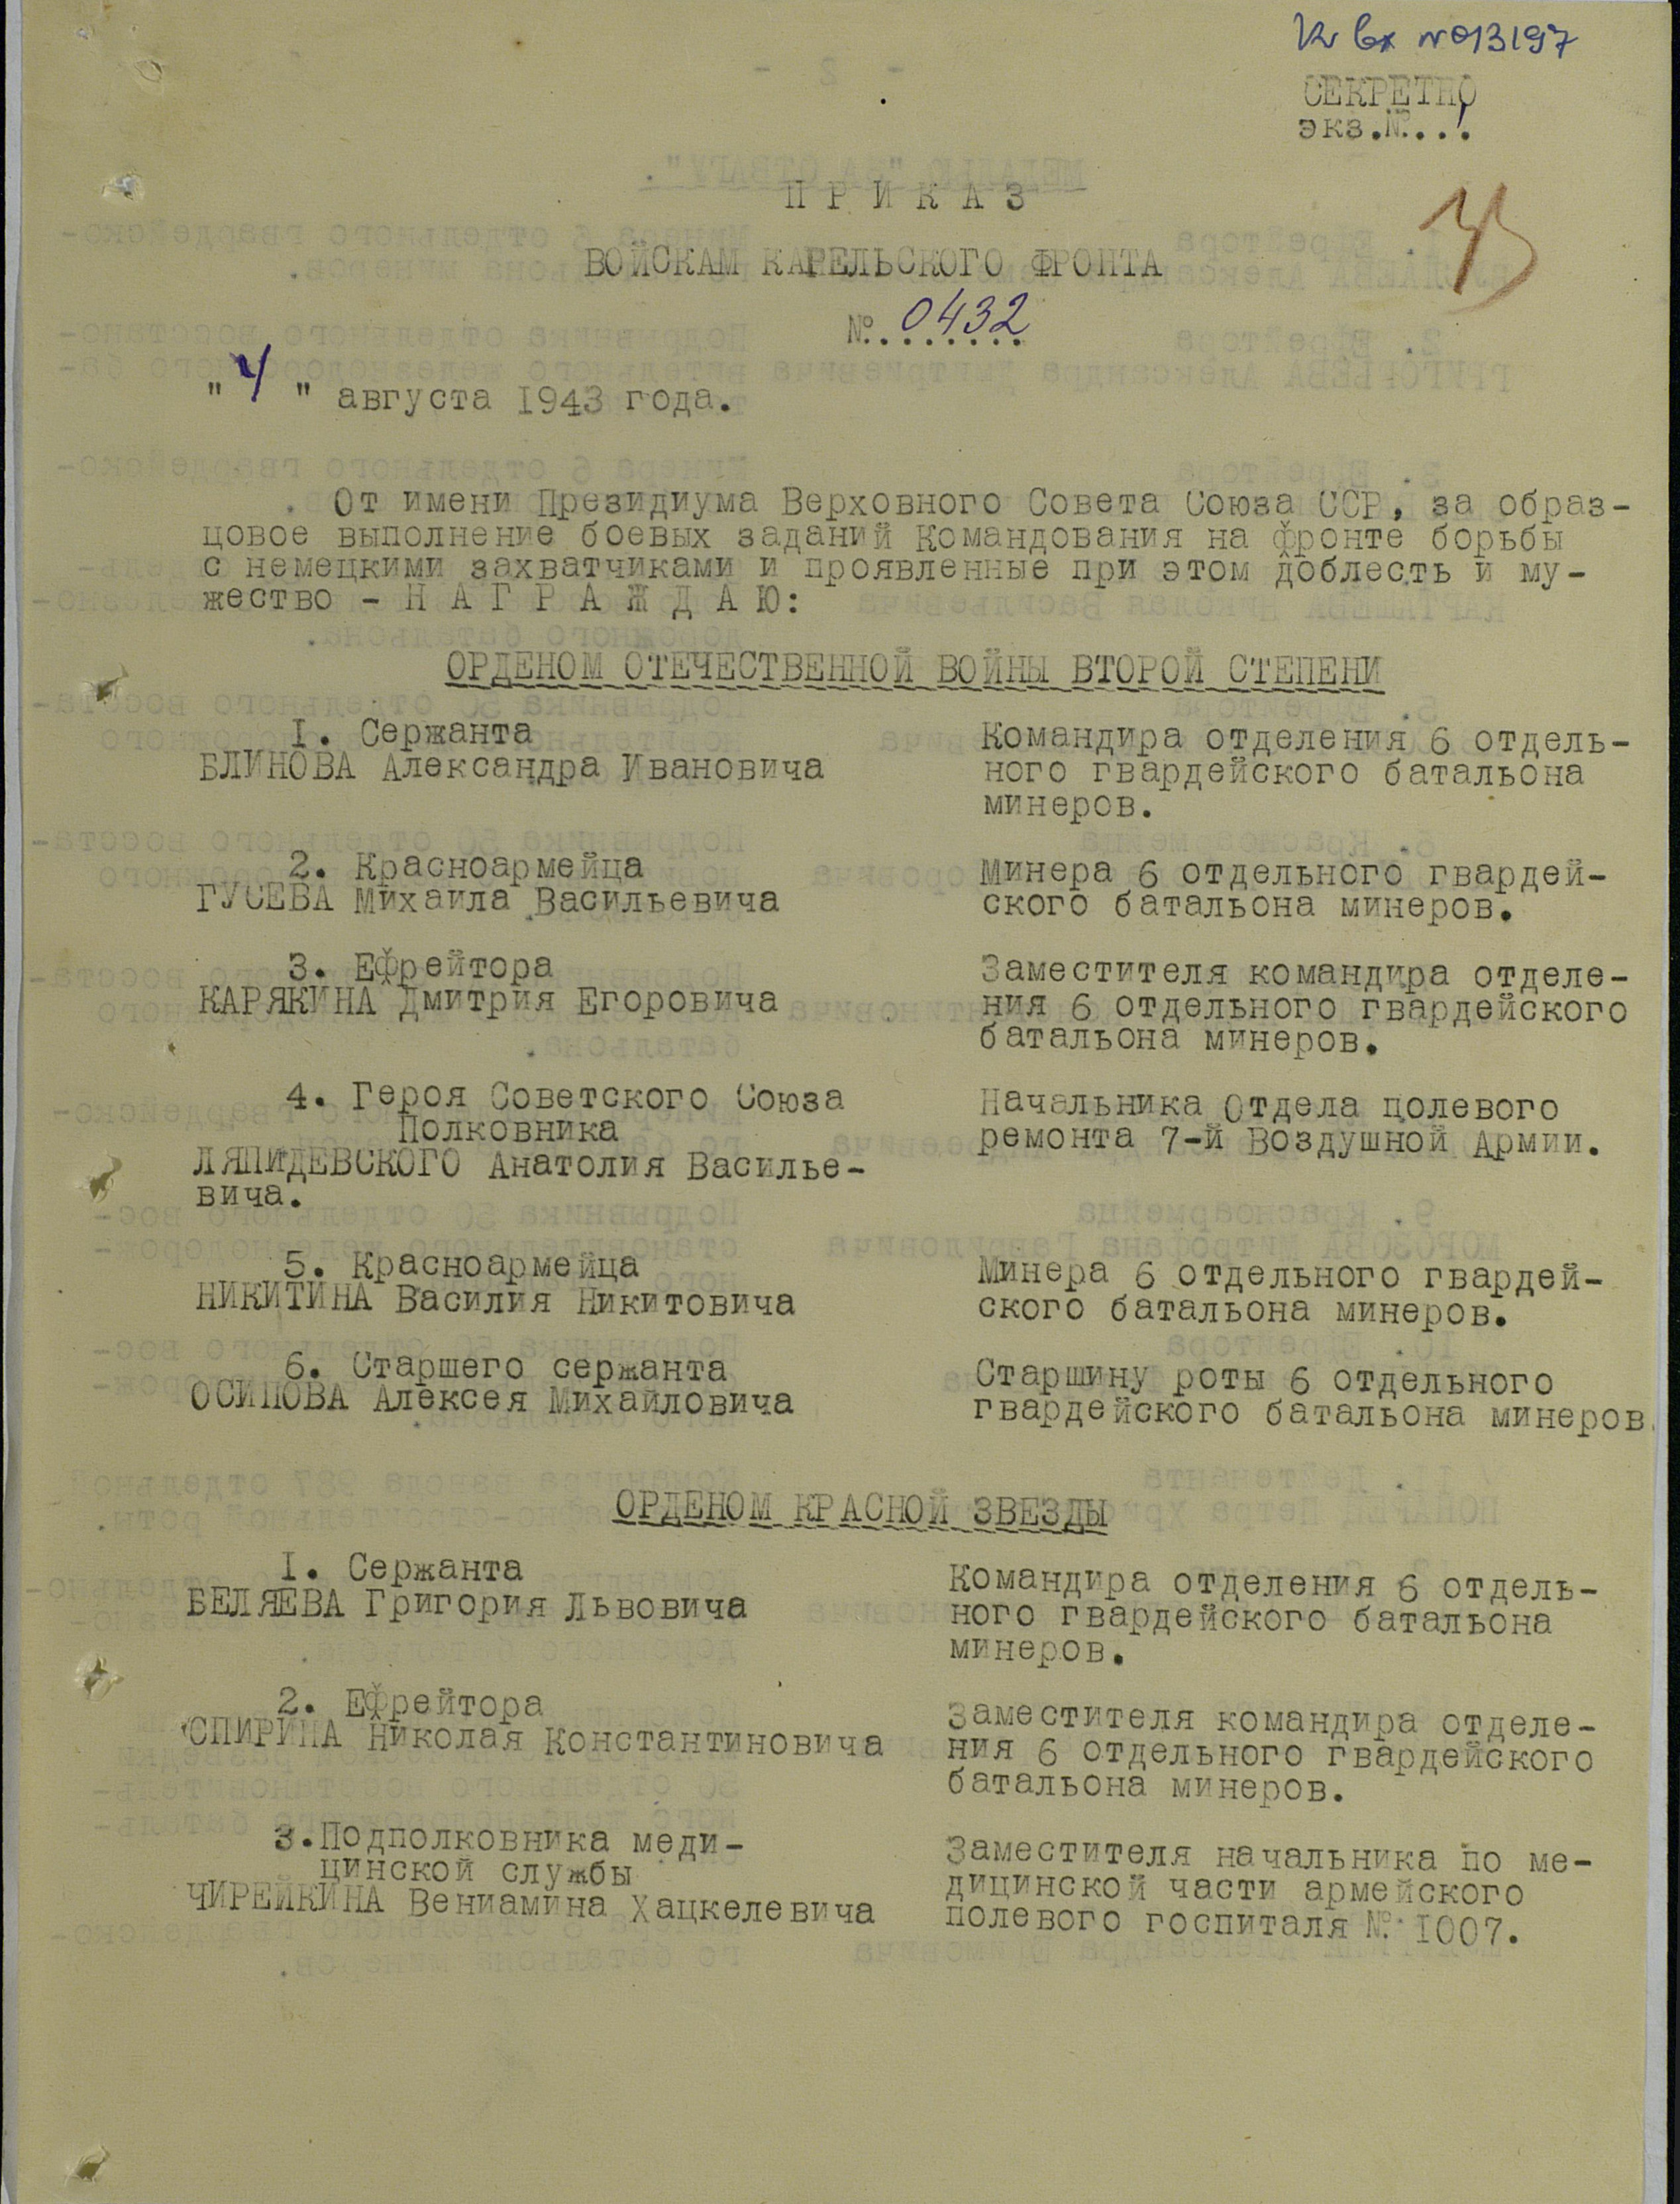 К вх №13197
СЕКРЕТНО
экз.№...
ПРИКАЗ
ВОЙСКАМ КАРЕЛЬСКОГО ФРОНТА
№ 0432
"4" августа 1943 года.
От имени Президиума Верховного Совета Союза ССР, за образ-
цовое выполнение боевых заданий Командования на фронте борьбы
с немецкими захватчиками и проявленные при этом доблесть и му-
жество - Н А Г Р А Ж Д А Ю:
ОРДЕНОМ ОТЕЧЕСТВЕННОЙ ВОЙНЫ ВТОРОЙ СТЕПЕНИ
1. Сержанта
БЛИНОВА Александра Ивановича
Командира отделения 6 отдель-
ного гвардейского батальона
минеров.
2. Красноармейца
ГУСЕВА Михаила Васильевича
Минера 6 отдельного гвардей-
ского батальона минеров.
3. Ефрейтора
КАРЯКИНА Дмитрия Егоровича
Заместителя командира отделе-
ния 6 отдельного гвардейского
батальона минеров.
4. Героя Советского Союза
Полковника
ЛЯПИДЕВСКОГО Анатолия Василье-
вича.
Начальника Отдела полевого
ремонта 7-й Воздушной Армии.
5. Красноармейца
НИКИТИНА Василия Никитовича
Минера 6 отдельного гвардей-
ского батальона минеров.
6. Старшего сержанта
ОСИПОВА Алексея Михайловича
Старшину роты 6 отдельного
гвардейского батальона минеров.
ОРДЕНОМ КРАСНОЙ ЗВЕЗДЫ
1. Сержанта
БЕЛЯЕВА Григория Львовича
Командира отделения 6 отдель-
ного гвардейского батальона
минеров.
2. Ефрейтора
СПИРИНА Николая Константиновича
Заместителя командира отделе-
ния 6 отдельного гвардейского
батальона минеров.
3.Подполковника меди-
цинской службы
ЧИРЕЙКИНА Вениамина Хацкелевича
Заместителя начальника по ме-
дицинской части армейского
полевого госпиталя № 1007.